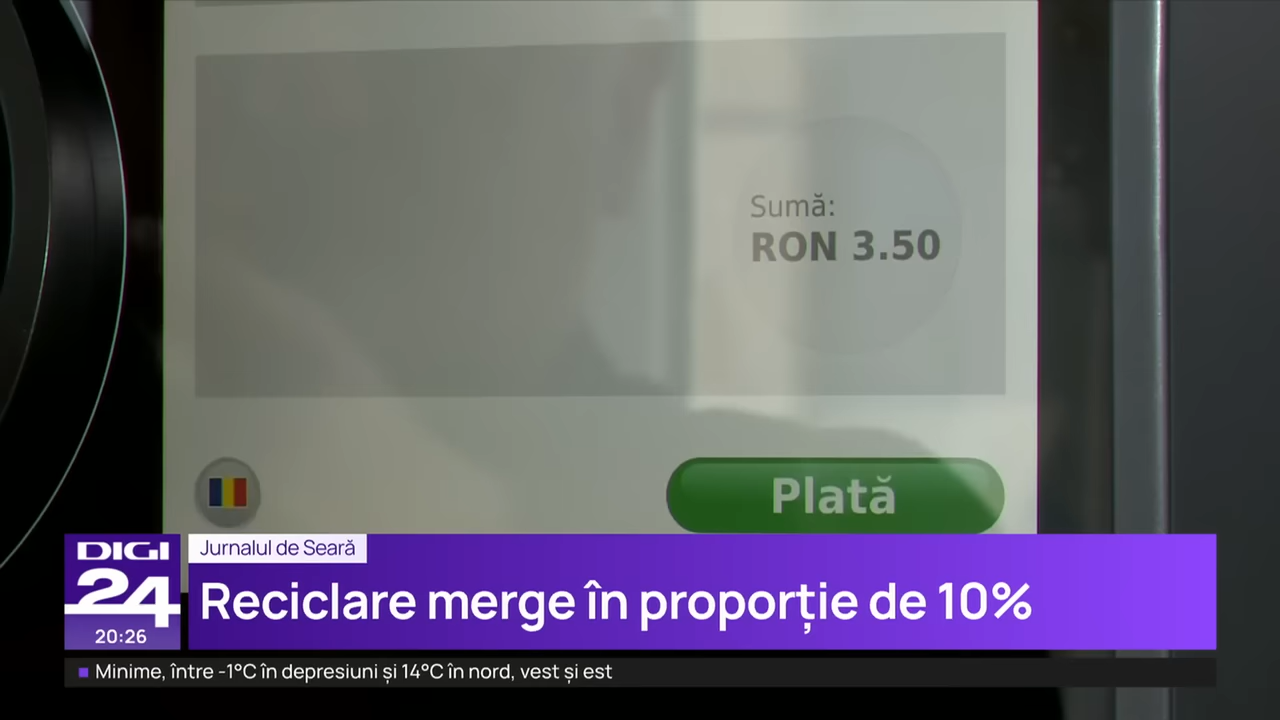 Sumă:
RON 3.50
Plată
DIGI
24
20:26
Jurnalul de Seară
Reciclare merge în proporție de 10%
Minime, între -1°C în depresiuni și 14°C în nord, vest și est